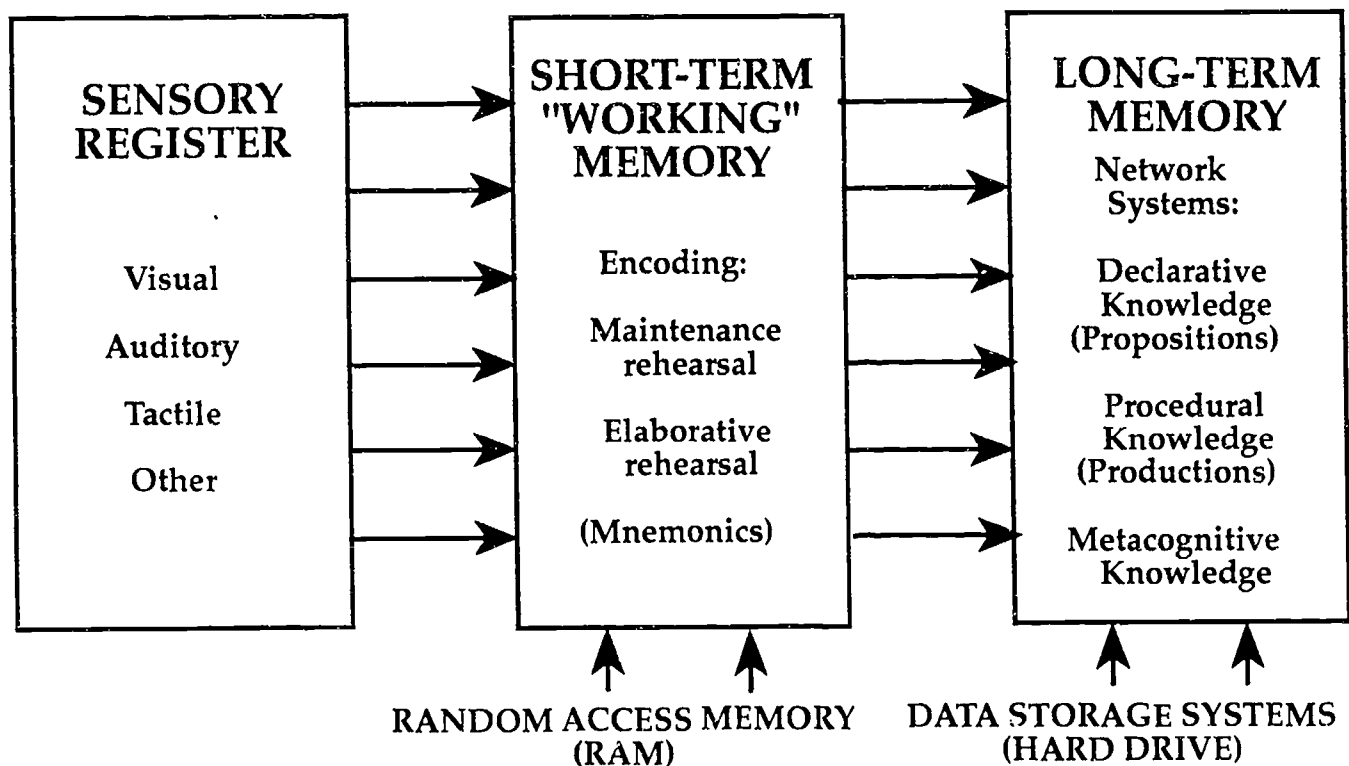 SENSORY
REGISTER
Visual
Auditory
Tactile
Other
SHORT-TERM
"WORKING"
MEMORY
Encoding:
Maintenance
rehearsal
Elaborative
rehearsal
(Mnemonics)
LONG-TERM
MEMORY
Network
Systems:
Declarative
Knowledge
(Propositions)
Procedural
Knowledge
(Productions)
Metacognitive
Knowledge
RANDOM ACCESS MEMORY
(RAM)
DATA STORAGE SYSTEMS
(HARD DRIVE)